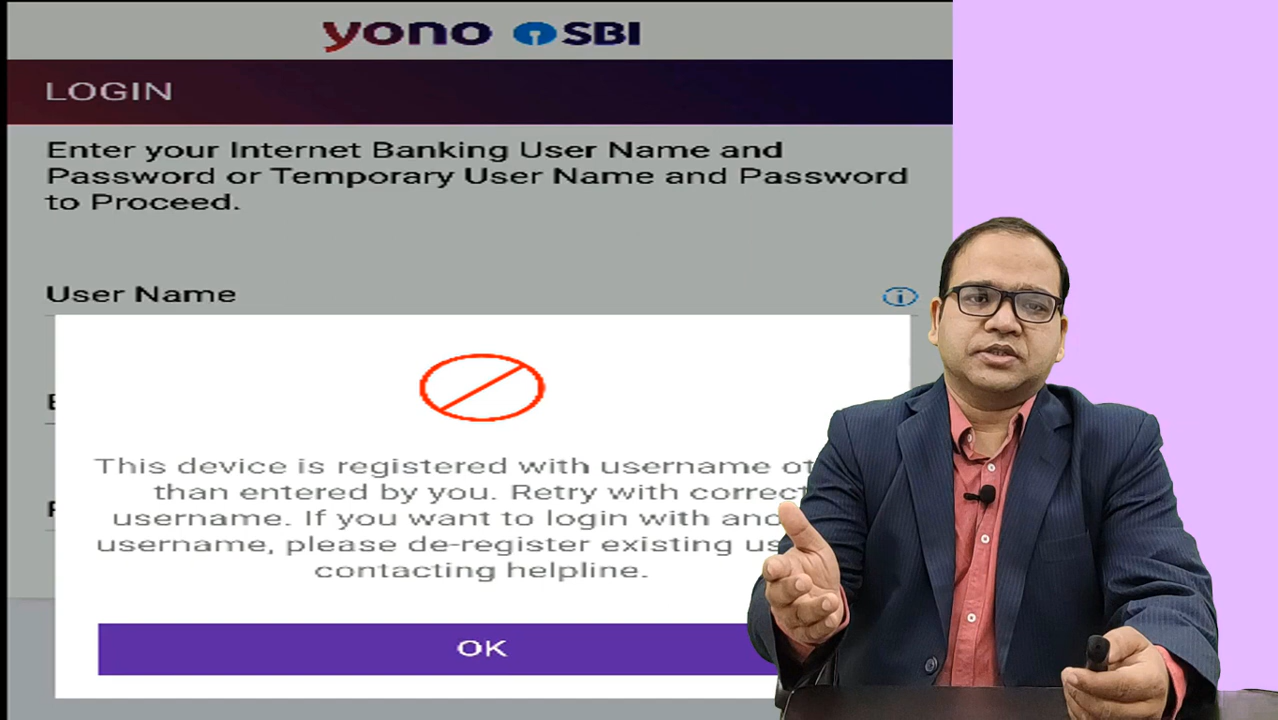 yono SBI
LOGIN
Enter your Internet Banking User Name and
Password or Temporary User Name and Password
to Proceed.
User Name
This device is registered with username
than entered by you. Retry with correct
username. If you want to login with
username, please de-register existing
contacting helpline.
OK